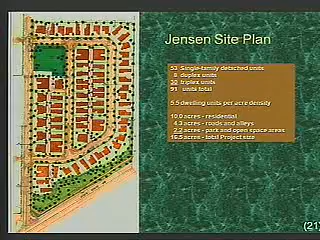 Jensen Site Plan
53 Single-family detached units
8 duplex units
30 triplex units
91 units total
5.5 dwelling units per acre density
10.0 acres - residential
4.3 acres - roads and alleys
2.2 acres - park and open space areas
16.5 acres - total Project size
(21)